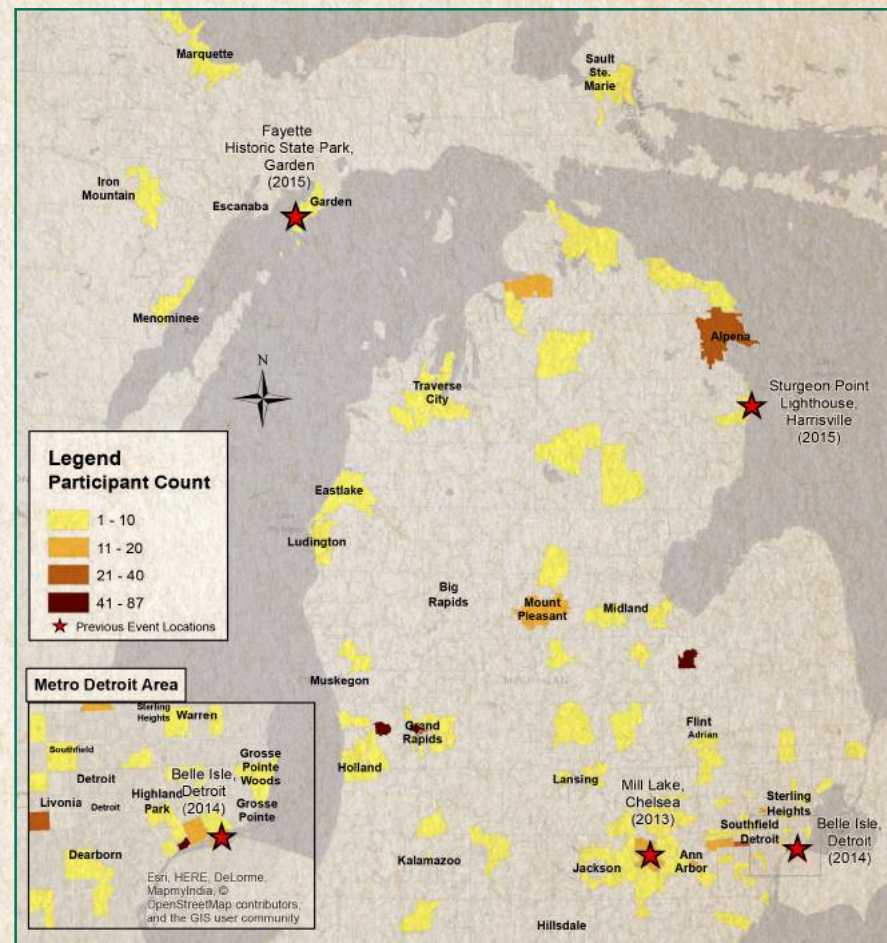 Marquette
Sault
Ste.
Marie
Fayette
Historic State Park,
Garden
(2015)
Iron
Mountain
Escanaba
Garden
Menominee
N
Alpena
Traverse
City
Sturgeon Point
Lighthouse,
Harrisville
(2015)
Legend
Participant Count
1 - 10
11 - 20
21 - 40
41 - 87
Previous Event Locations
Eastlake
Ludington
Big
Rapids
Mount
Pleasant
Midland
Muskegon
Grand
Rapids
Holland
Flint
Adrian
Lansing
Mill Lake,
Chelsea
(2013)
Sterling
Heights
Southfield
Detroit
Belle Isle,
Detroit
(2014)
Jackson
Ann
Arbor
Kalamazoo
Hillsdale
Metro Detroit Area
Sterling
Heights
Warren
Southfield
Detroit
Grosse
Pointe
Woods
Belle Isle,
Detroit
(2014)
Highland
Park
Livonia
Detroit
Grosse
Pointe
Dearborn
Esri, HERE, DeLorme,
MapmyIndia, ©
OpenStreetMap contributors,
and the GIS user community